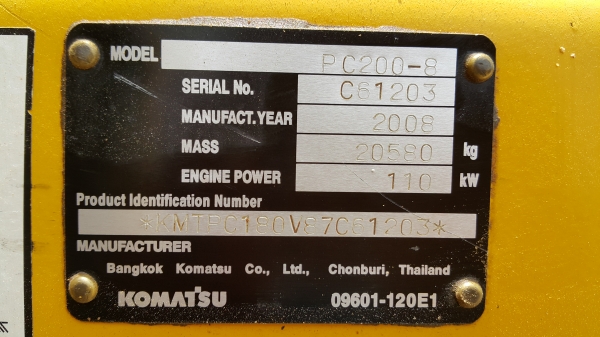 MODEL PC200-8
SERIAL No. C61203
MANUFACT.YEAR 2008
MASS 20580 kg
ENGINE POWER 110 kW
Product Identification Number
*KMTPC180V87C61203*
MANUFACTURER
Bangkok Komatsu Co., Ltd., Chonburi, Thailand
KOMATSU 09601-120E1